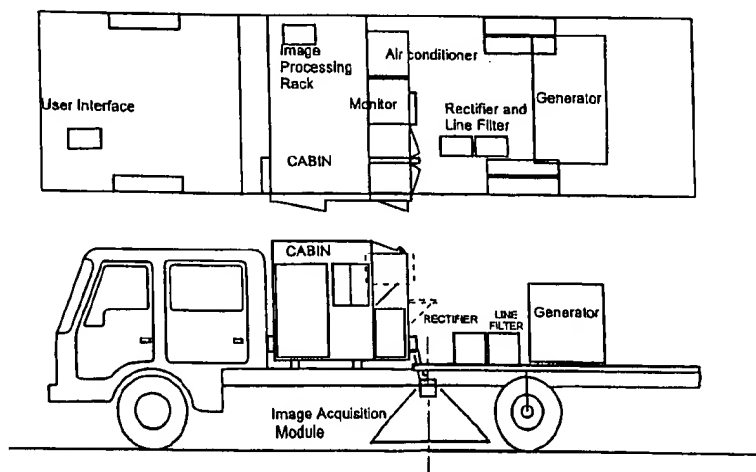 Image
Processing
Rack
Air conditioner
User Interface
Monitor
Rectifier and
Line Filter
Generator
CABIN
CABIN
RECTIFIER
LINE
FILTER
Generator
Image Acquisition
Module